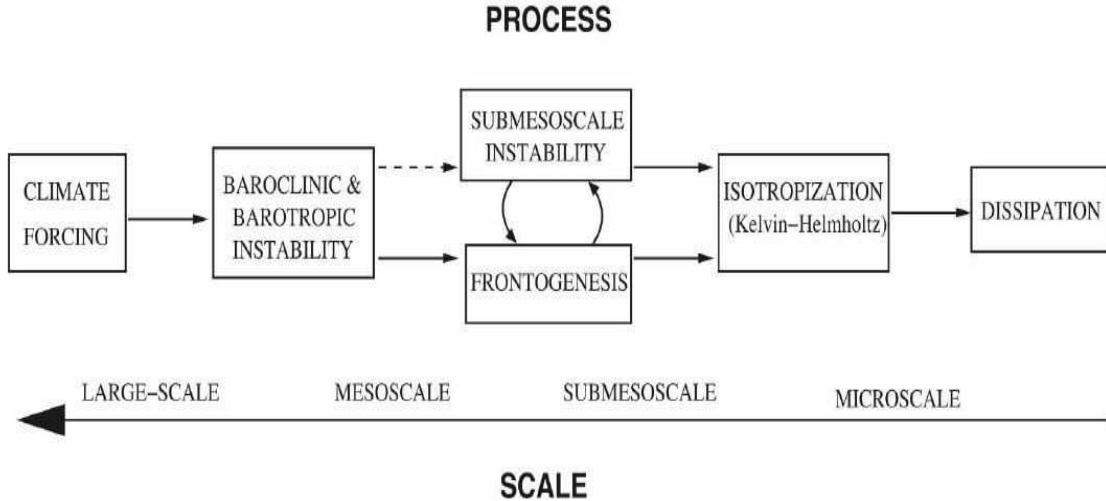 PROCESS
CLIMATE
FORCING
BAROCLINIC &
BAROTROPIC
INSTABILITY
SUBMESOSCALE
INSTABILITY
FRONTOGENESIS
ISOTROPIZATION
(Kelvin–Helmholtz)
DISSIPATION
LARGE–SCALE
MESOSCALE
SUBMESOSCALE
MICROSCALE
SCALE